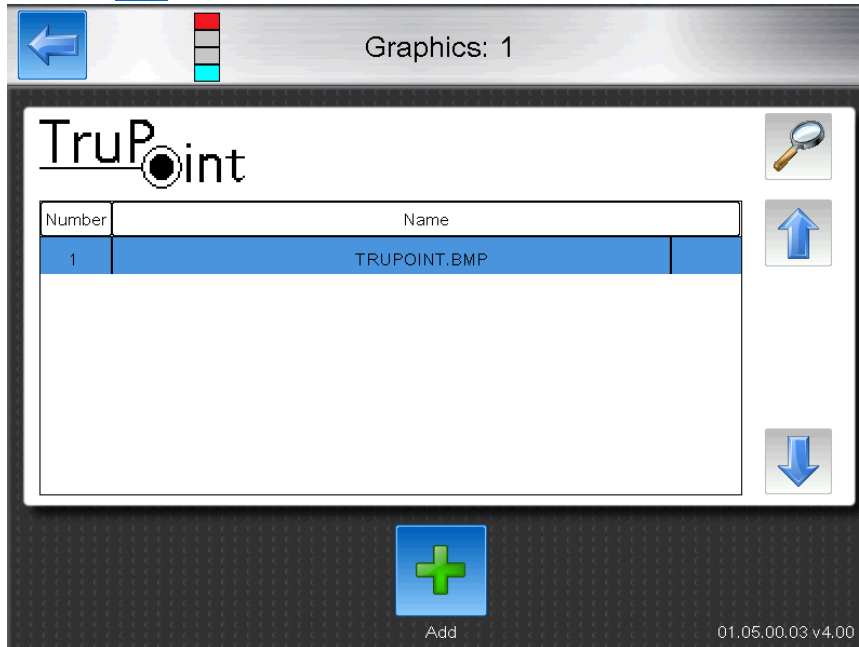 Graphics: 1
TruPoint
Number Name
1 TRUPOINT.BMP
Add
01.05.00.03 v4.00